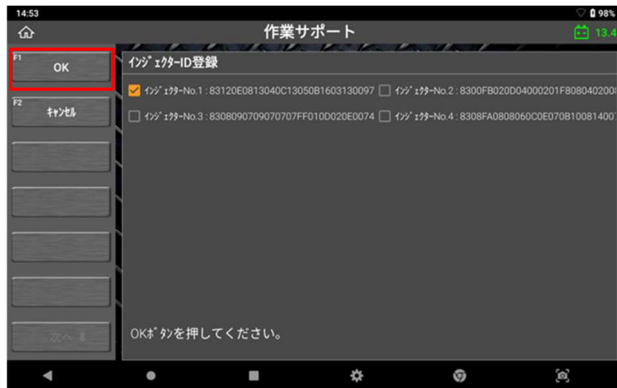 14:53
98%
作業サポート
13.4
F1
OK
インジェクターID登録
インジェクターNo.1 : 83120E0813040C13050B1603130097
インジェクターNo.2 : 8300FB020D04000201F808040200
F2
キャンセル
インジェクターNo.3 : 8308090709070707FF010D020E0074
インジェクターNo.4 : 8308FA0808060C0E070B10081400
次へ
OKボタンを押してください。